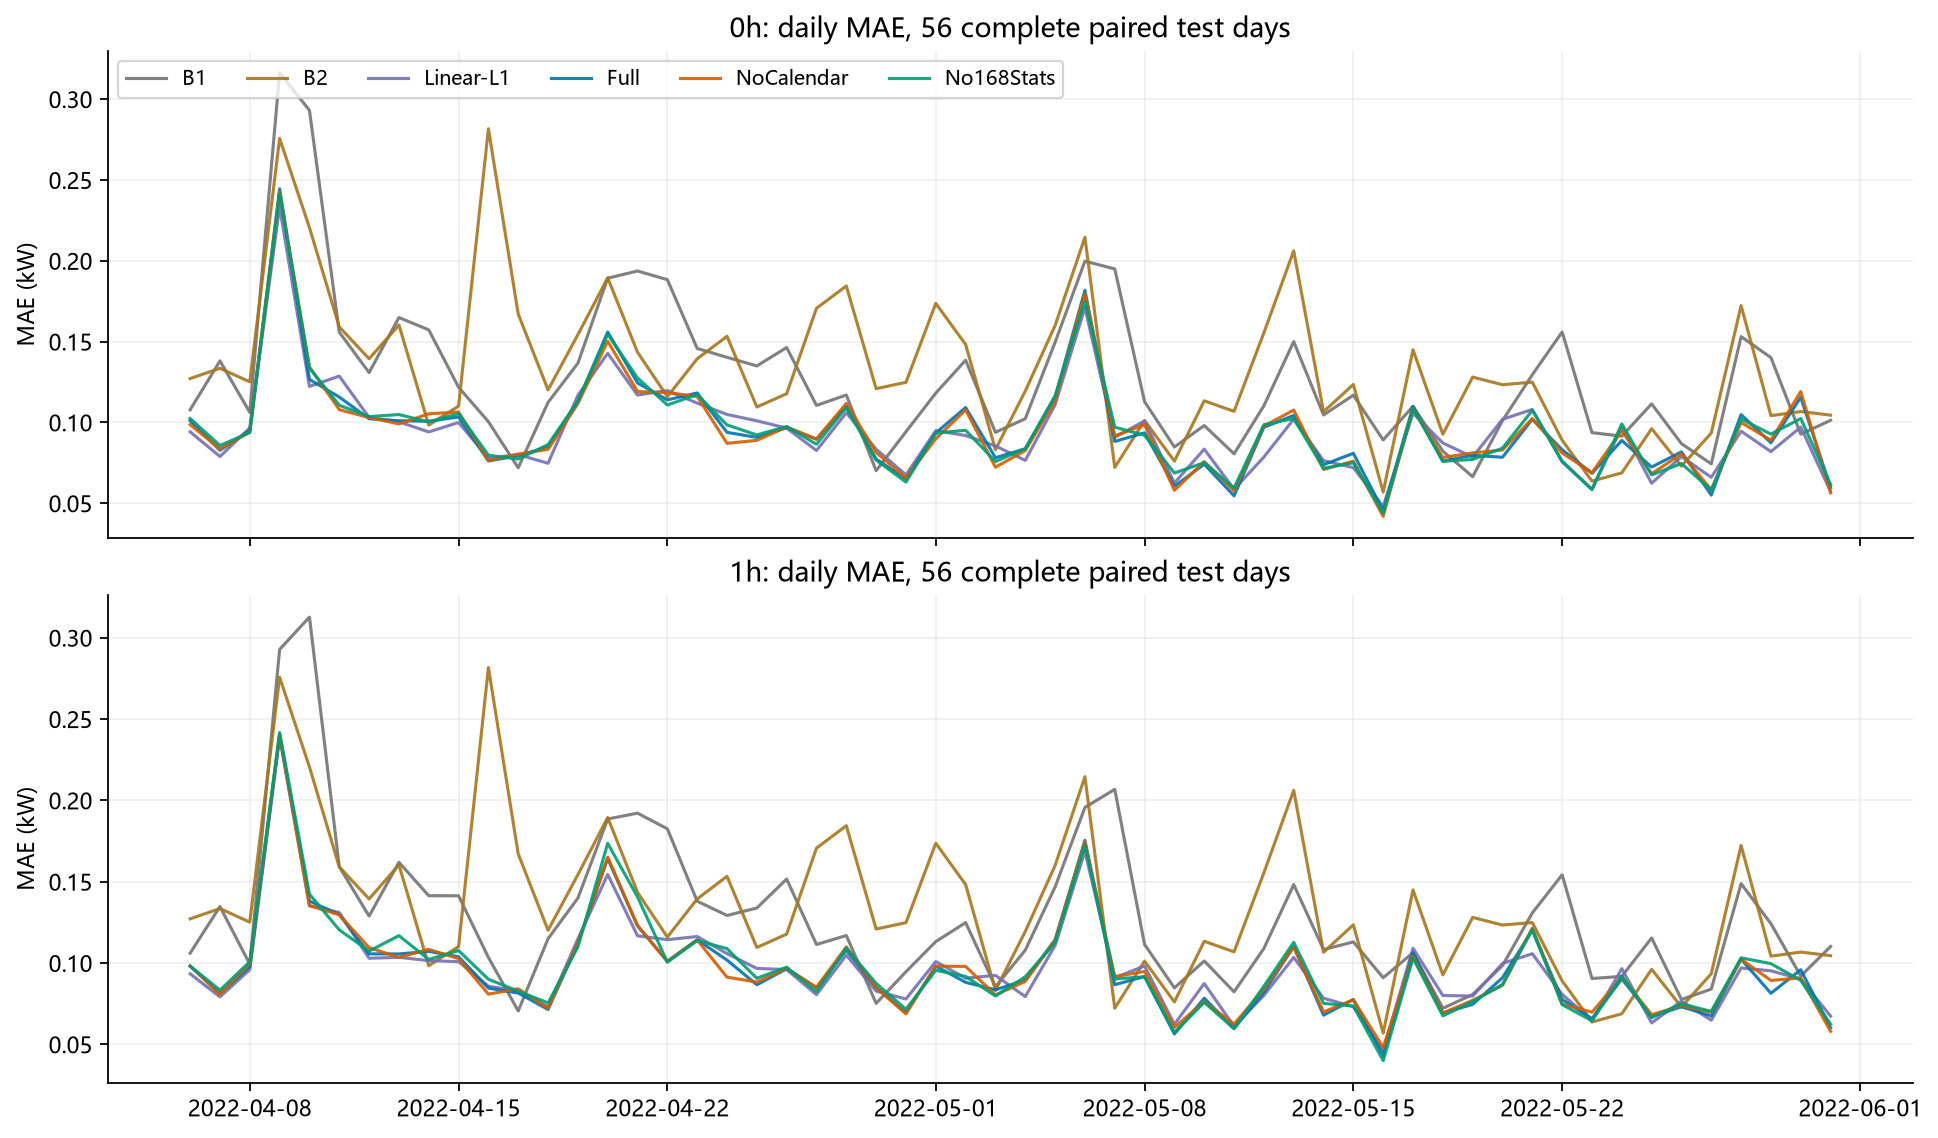 0h: daily MAE, 56 complete paired test days
B1 B2 Linear-L1 Full NoCalendar No168Stats
MAE (kW)
0.30
0.25
0.20
0.15
0.10
0.05
1h: daily MAE, 56 complete paired test days
MAE (kW)
0.30
0.25
0.20
0.15
0.10
0.05
2022-04-08 2022-04-15 2022-04-22 2022-05-01 2022-05-08 2022-05-15 2022-05-22 2022-06-01